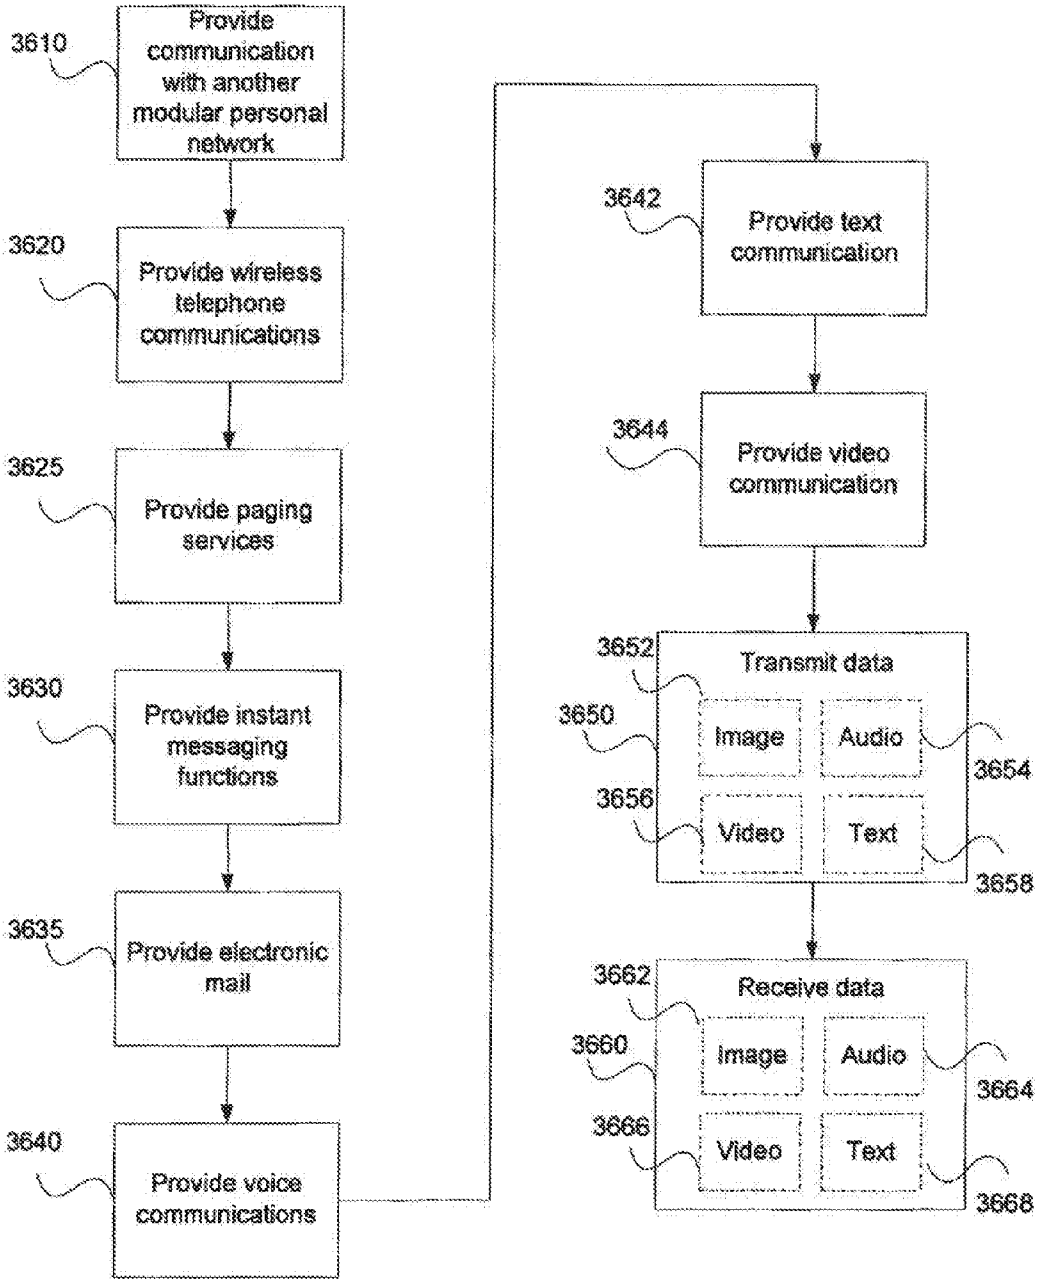 3610
Provide
communication
with another
modular personal
network
3620
Provide wireless
telephone
communications
3625
Provide paging
services
3630
Provide instant
messaging
functions
3635
Provide electronic
mail
3640
Provide voice
communications
3642
Provide text
communication
3644
Provide video
communication
3650
Transmit data
3652
Image
Audio
3654
3656
Video
Text
3658
3660
Receive data
3662
Image
Audio
3664
3666
Video
Text
3668